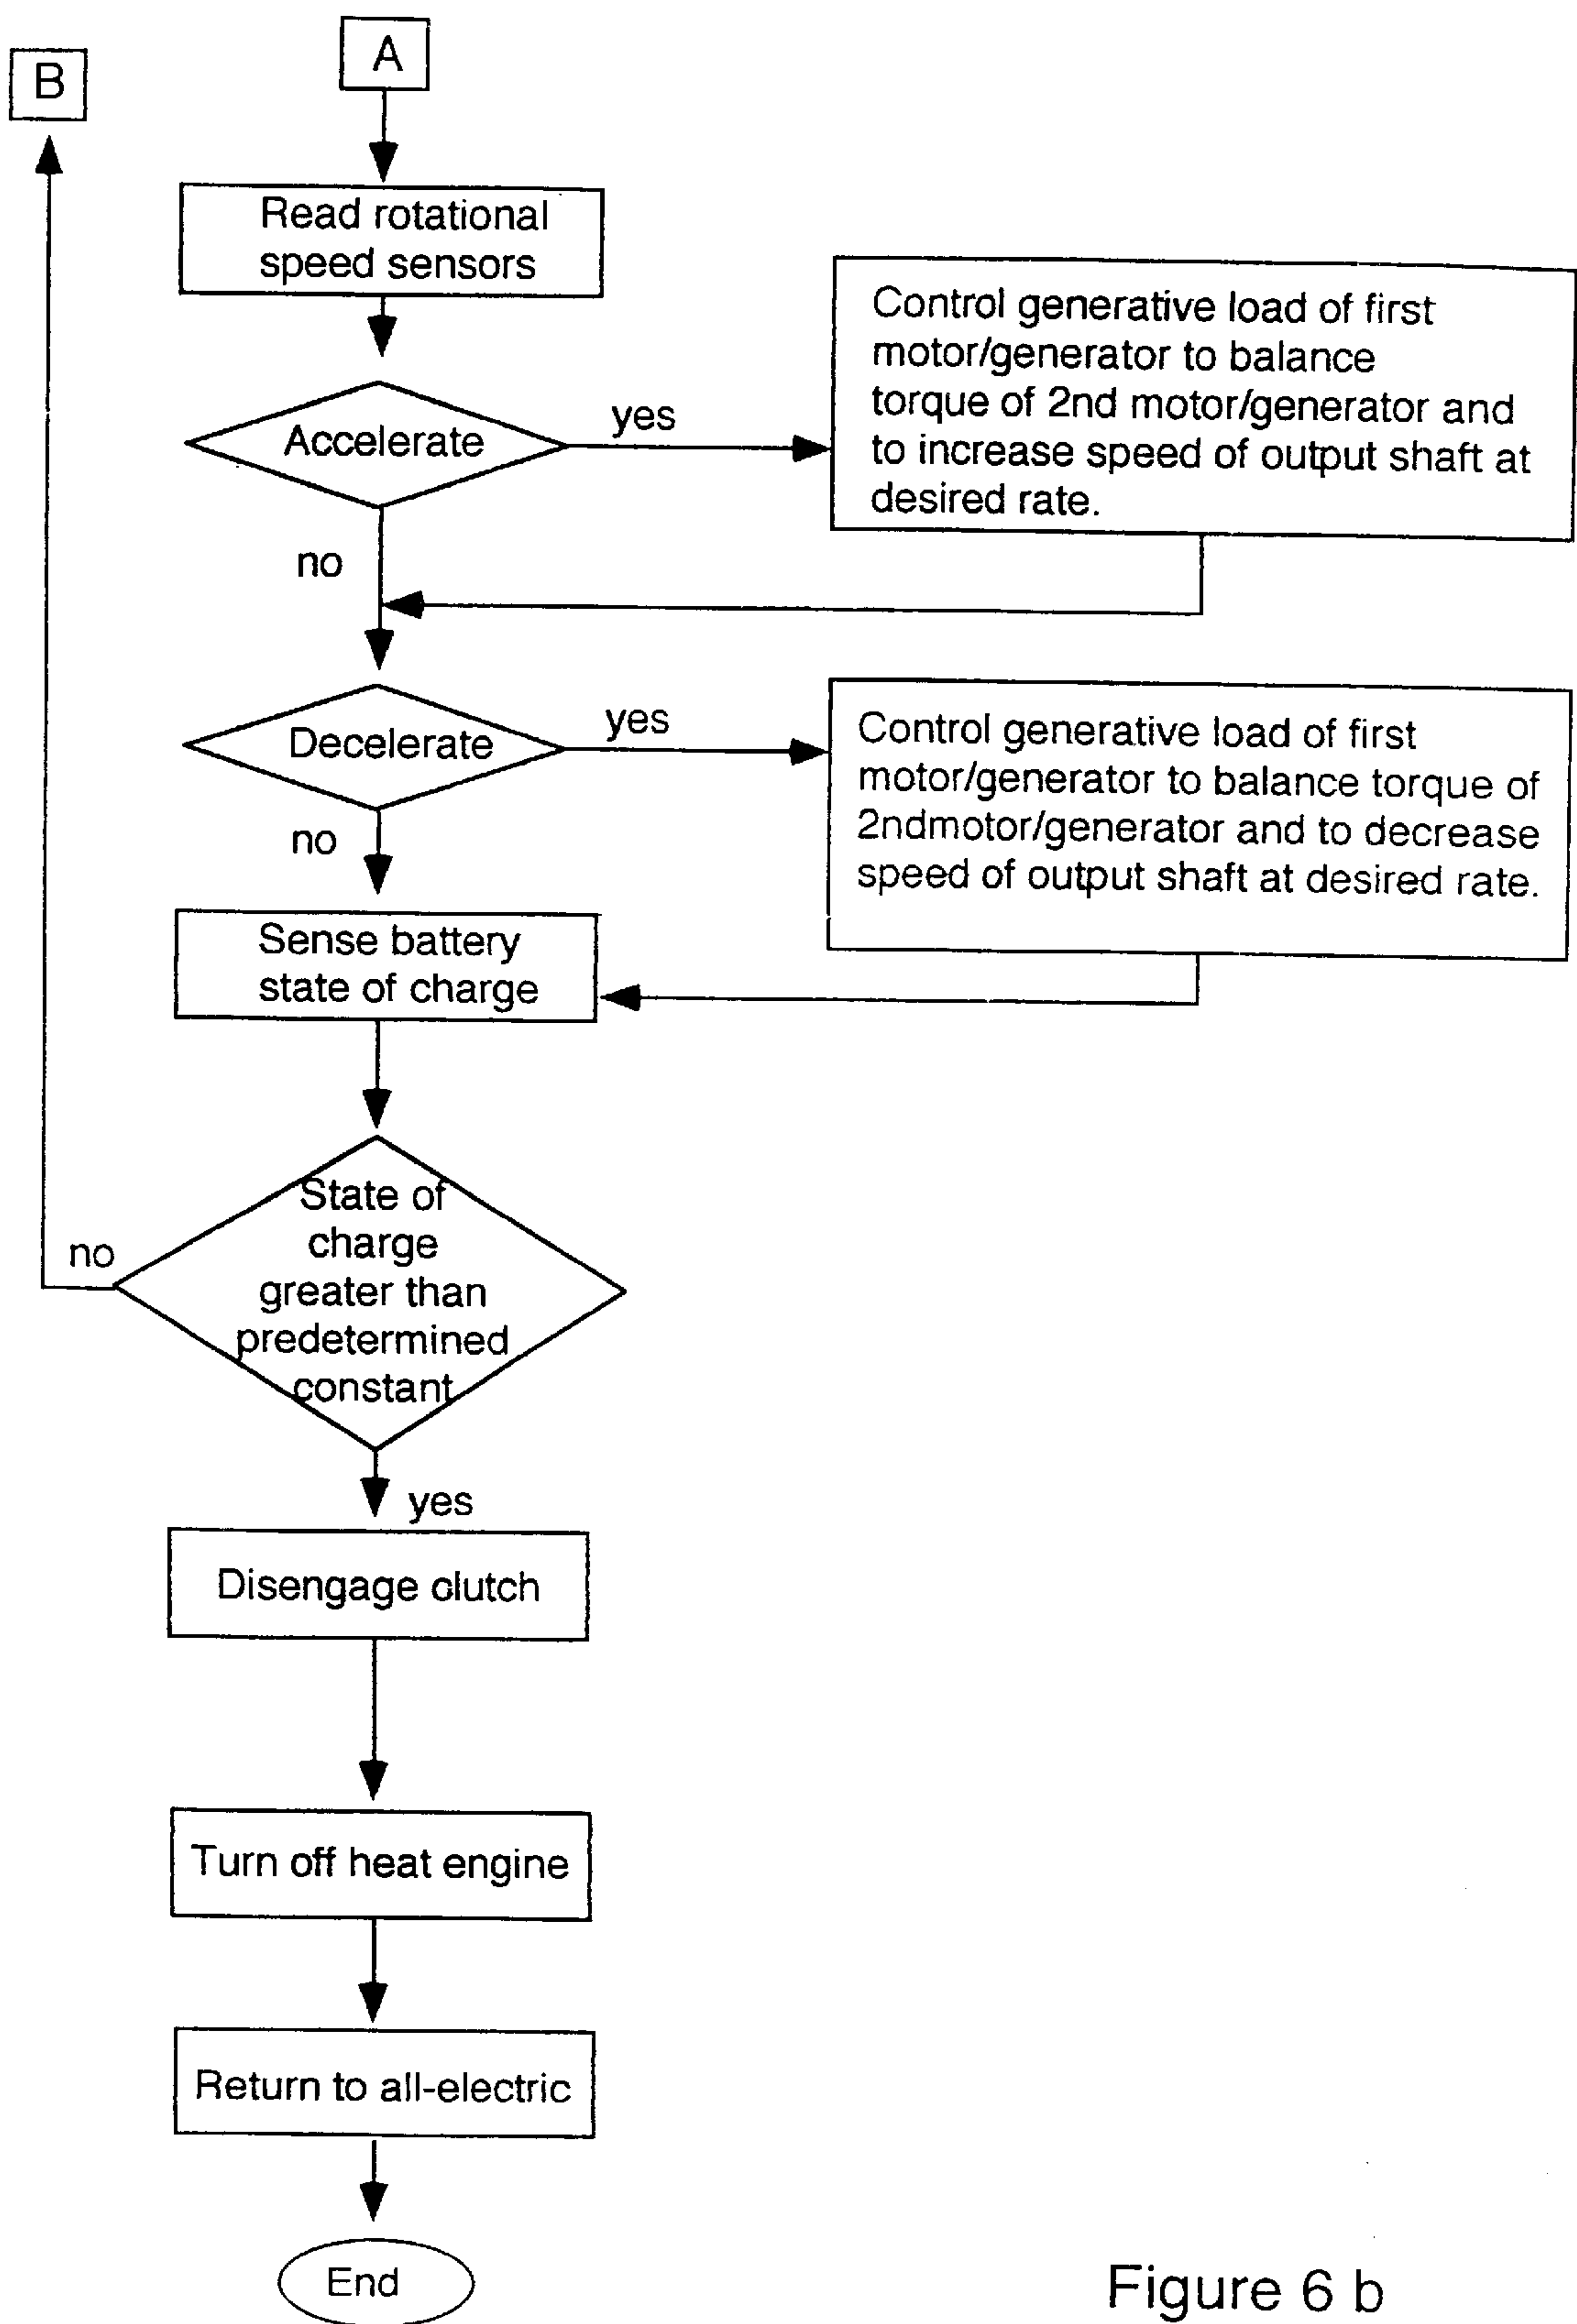 A
B
Read rotational
speed sensors
Accelerate
yes
Control generative load of first
motor/generator to balance
torque of 2nd motor/generator and
to increase speed of output shaft at
desired rate.
no
Decelerate
yes
Control generative load of first
motor/generator to balance torque of
2ndmotor/generator and to decrease
speed of output shaft at desired rate.
no
Sense battery
state of charge
State of
charge
greater than
predetermined
constant
no
yes
Disengage clutch
Turn off heat engine
Return to all-electric
End
Figure 6 b